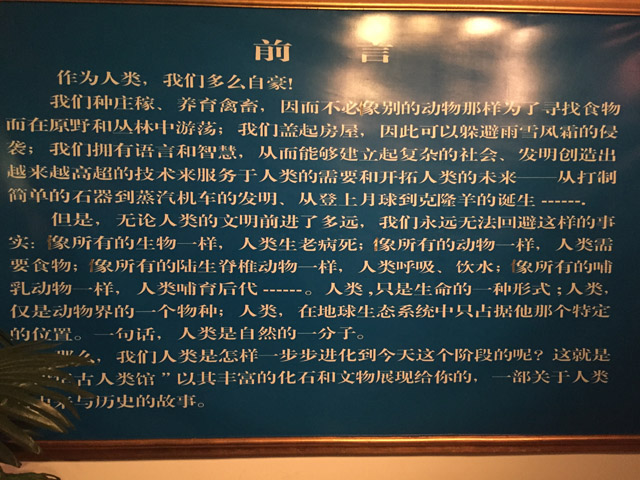 前 言
作为人类，我们多么自豪！
我们种庄稼、养育禽畜，因而不必象别的动物那样为了寻找食物
而在原野和丛林中游荡；我们盖起房屋，因此可以躲避雨雪风霜的侵
袭；我们拥有语言和智慧，从而能够建立起复杂的社会、发明创造出
越来越高超的技术来服务于人类的需要和开拓人类的未来——从打制
简单的石器到蒸汽机车的发明、从登上月球到克隆羊的诞生------.
但是，无论人类的文明前进了多远，我们永远无法回避这样的事
实：象所有的生物一样，人类生老病死；象所有的动物一样，人类需
要食物；象所有的陆生脊椎动物一样，人类呼吸、饮水；象所有的哺
乳动物一样，人类哺育后代------。人类，只是生命的一种形式；人类，
仅是动物界的一个物种；人类，在地球生态系统中只占据他那个特定
的位置。一句话，人类是自然的一分子。
那么，我们人类是怎样一步步进化到今天这个阶段的呢？这就是
古人类馆”以其丰富的化石和文物展现给你的，一部关于人类
来与历史的故事。